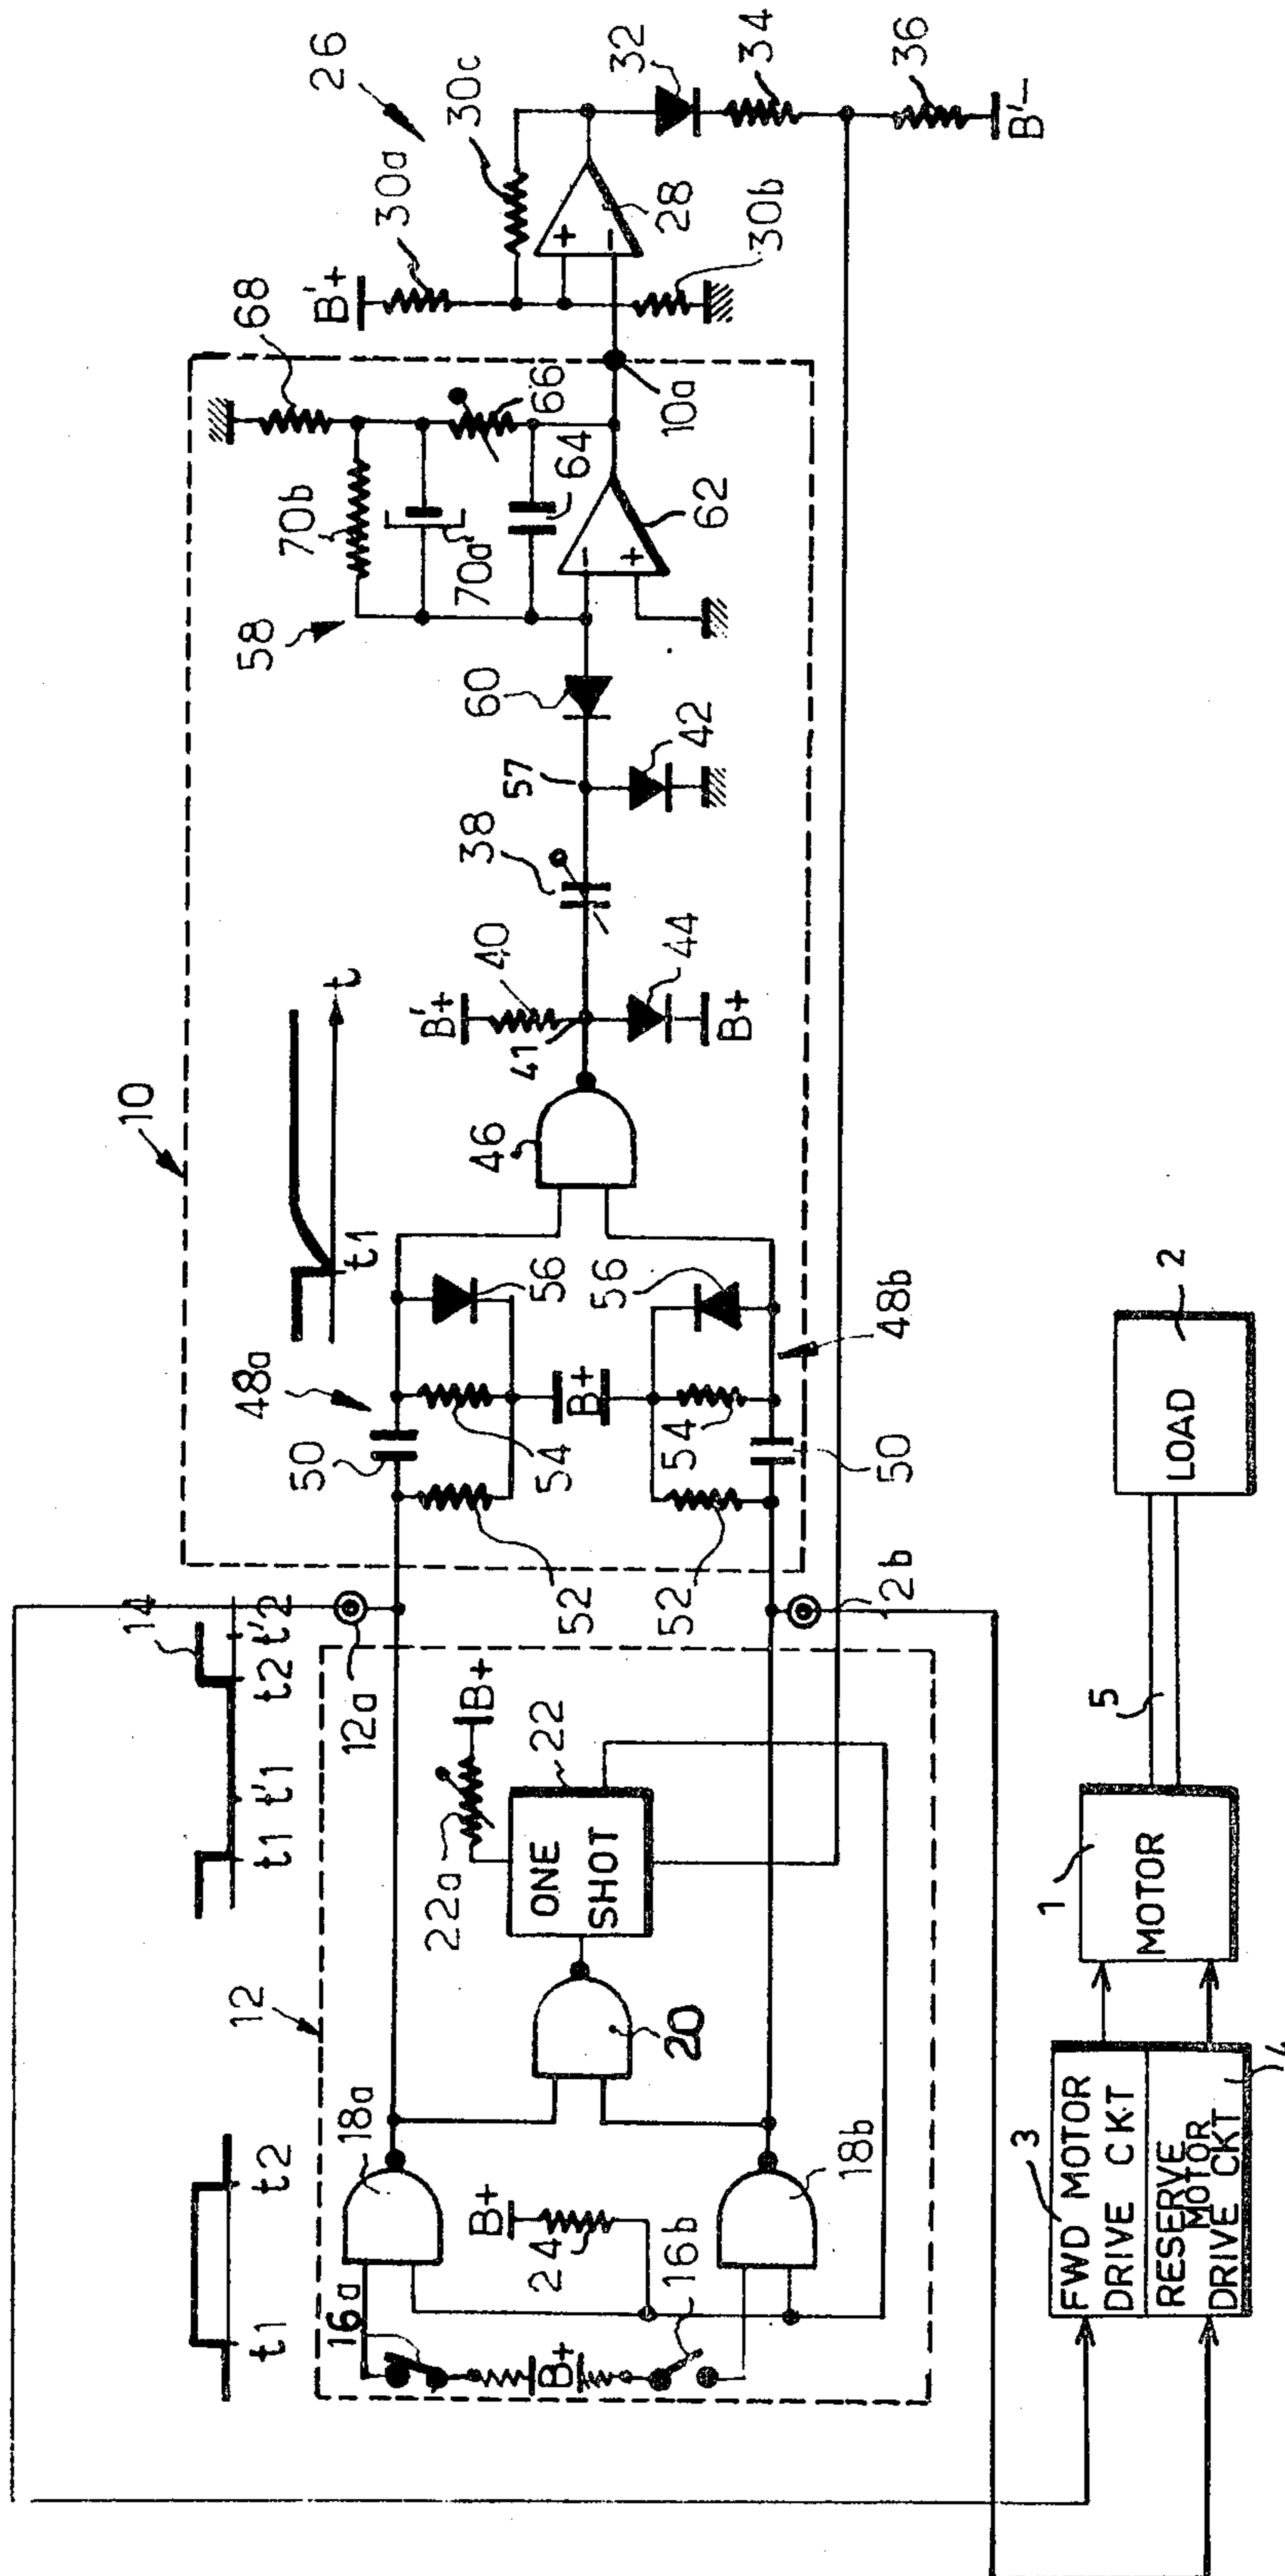 t1
t2
t1
t'1
t2
t'2
14
12
16a
16b
B+
18a
18b
B+
24
20
ONE
SHOT
22
22a
B+
12a
12b
10
48a
48b
50
52
54
56
B+
50
52
54
56
t1
t
46
41
B'+
40
44
B+
38
57
42
60
58
62
64
66
68
70a
70b
10a
26
28
B'+
30a
30b
30c
32
34
36
B'-
3
FWD MOTOR
DRIVE CKT
RESERVE
MOTOR
DRIVE CKT
4
1
MOTOR
5
2
LOAD